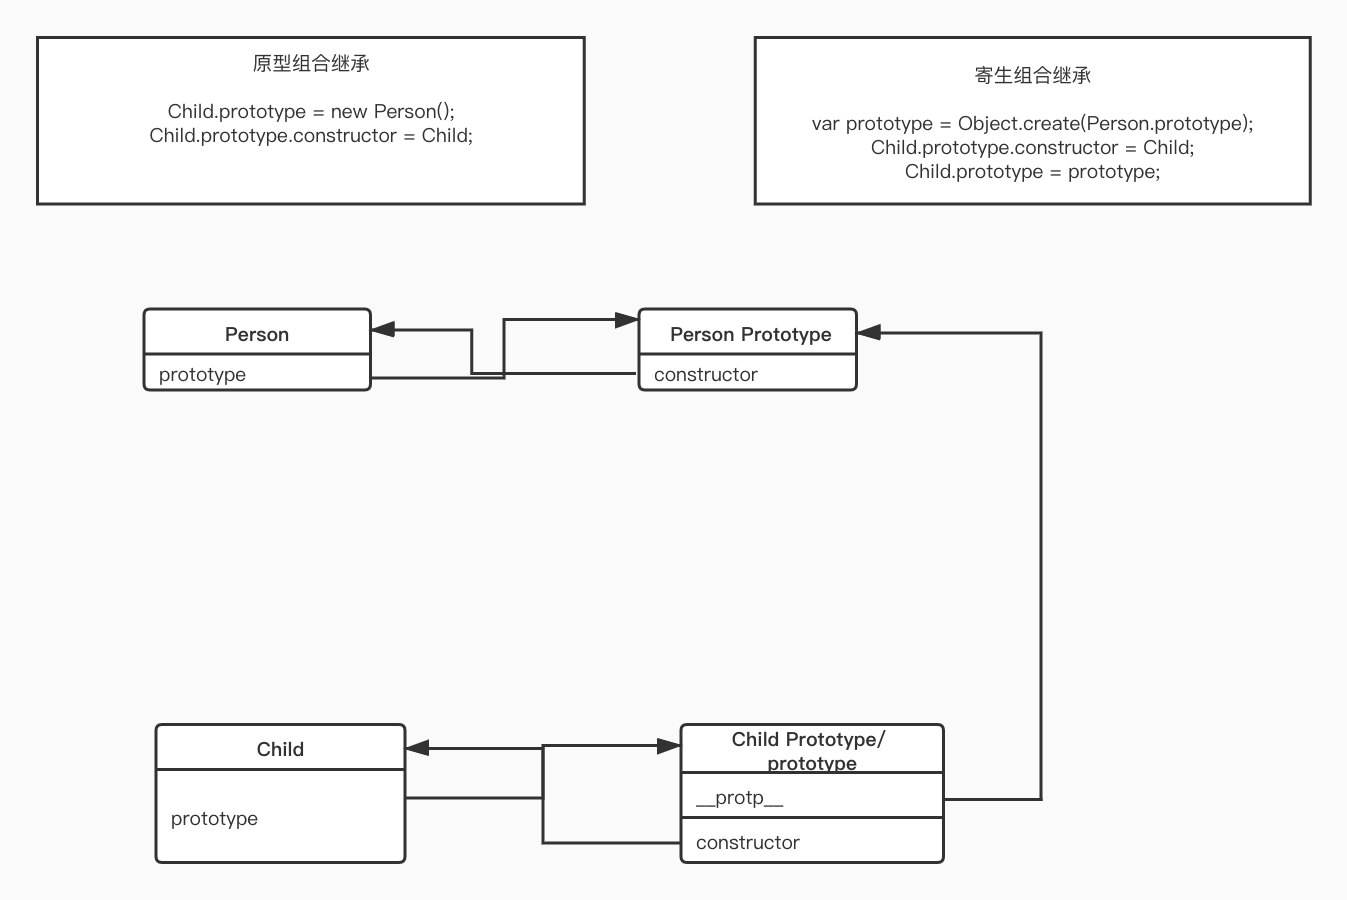 原型组合继承
Child.prototype = new Person();
Child.prototype.constructor = Child;
寄生组合继承
var prototype = Object.create(Person.prototype);
Child.prototype.constructor = Child;
Child.prototype = prototype;
Person
prototype
Person Prototype
constructor
Child
prototype
Child Prototype/
prototype
__protp__
constructor